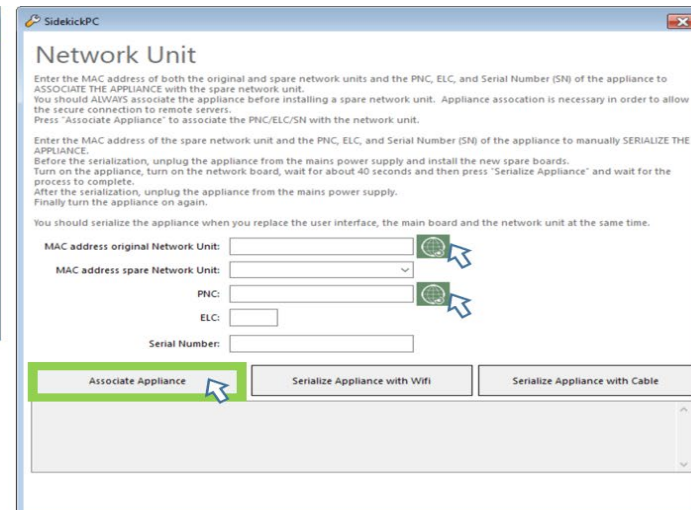 SidekickPC
Network Unit
Enter the MAC address of both the original and spare network units and the PNC, ELC, and Serial Number (SN) of the appliance to
ASSOCIATE THE APPLIANCE with the spare network unit.
You should ALWAYS associate the appliance before installing a spare network unit. Appliance assocation is necessary in order to allow
the secure connection to remote servers.
Press "Associate Appliance" to associate the PNC/ELC/SN with the network unit.
Enter the MAC address of the spare network unit and the PNC, ELC, and Serial Number (SN) of the appliance to manually SERIALIZE THE
APPLIANCE.
Before the serialization, unplug the appliance from the mains power supply and install the new spare boards.
Turn on the appliance, turn on the network board, wait for about 40 seconds and then press "Serialize Appliance" and wait for the
process to complete.
After the serialization, unplug the appliance from the mains power supply.
Finally turn the appliance on again.
You should serialize the appliance when you replace the user interface, the main board and the network unit at the same time.
MAC address original Network Unit:
MAC address spare Network Unit:
PNC:
ELC:
Serial Number:
Associate Appliance
Serialize Appliance with Wifi
Serialize Appliance with Cable